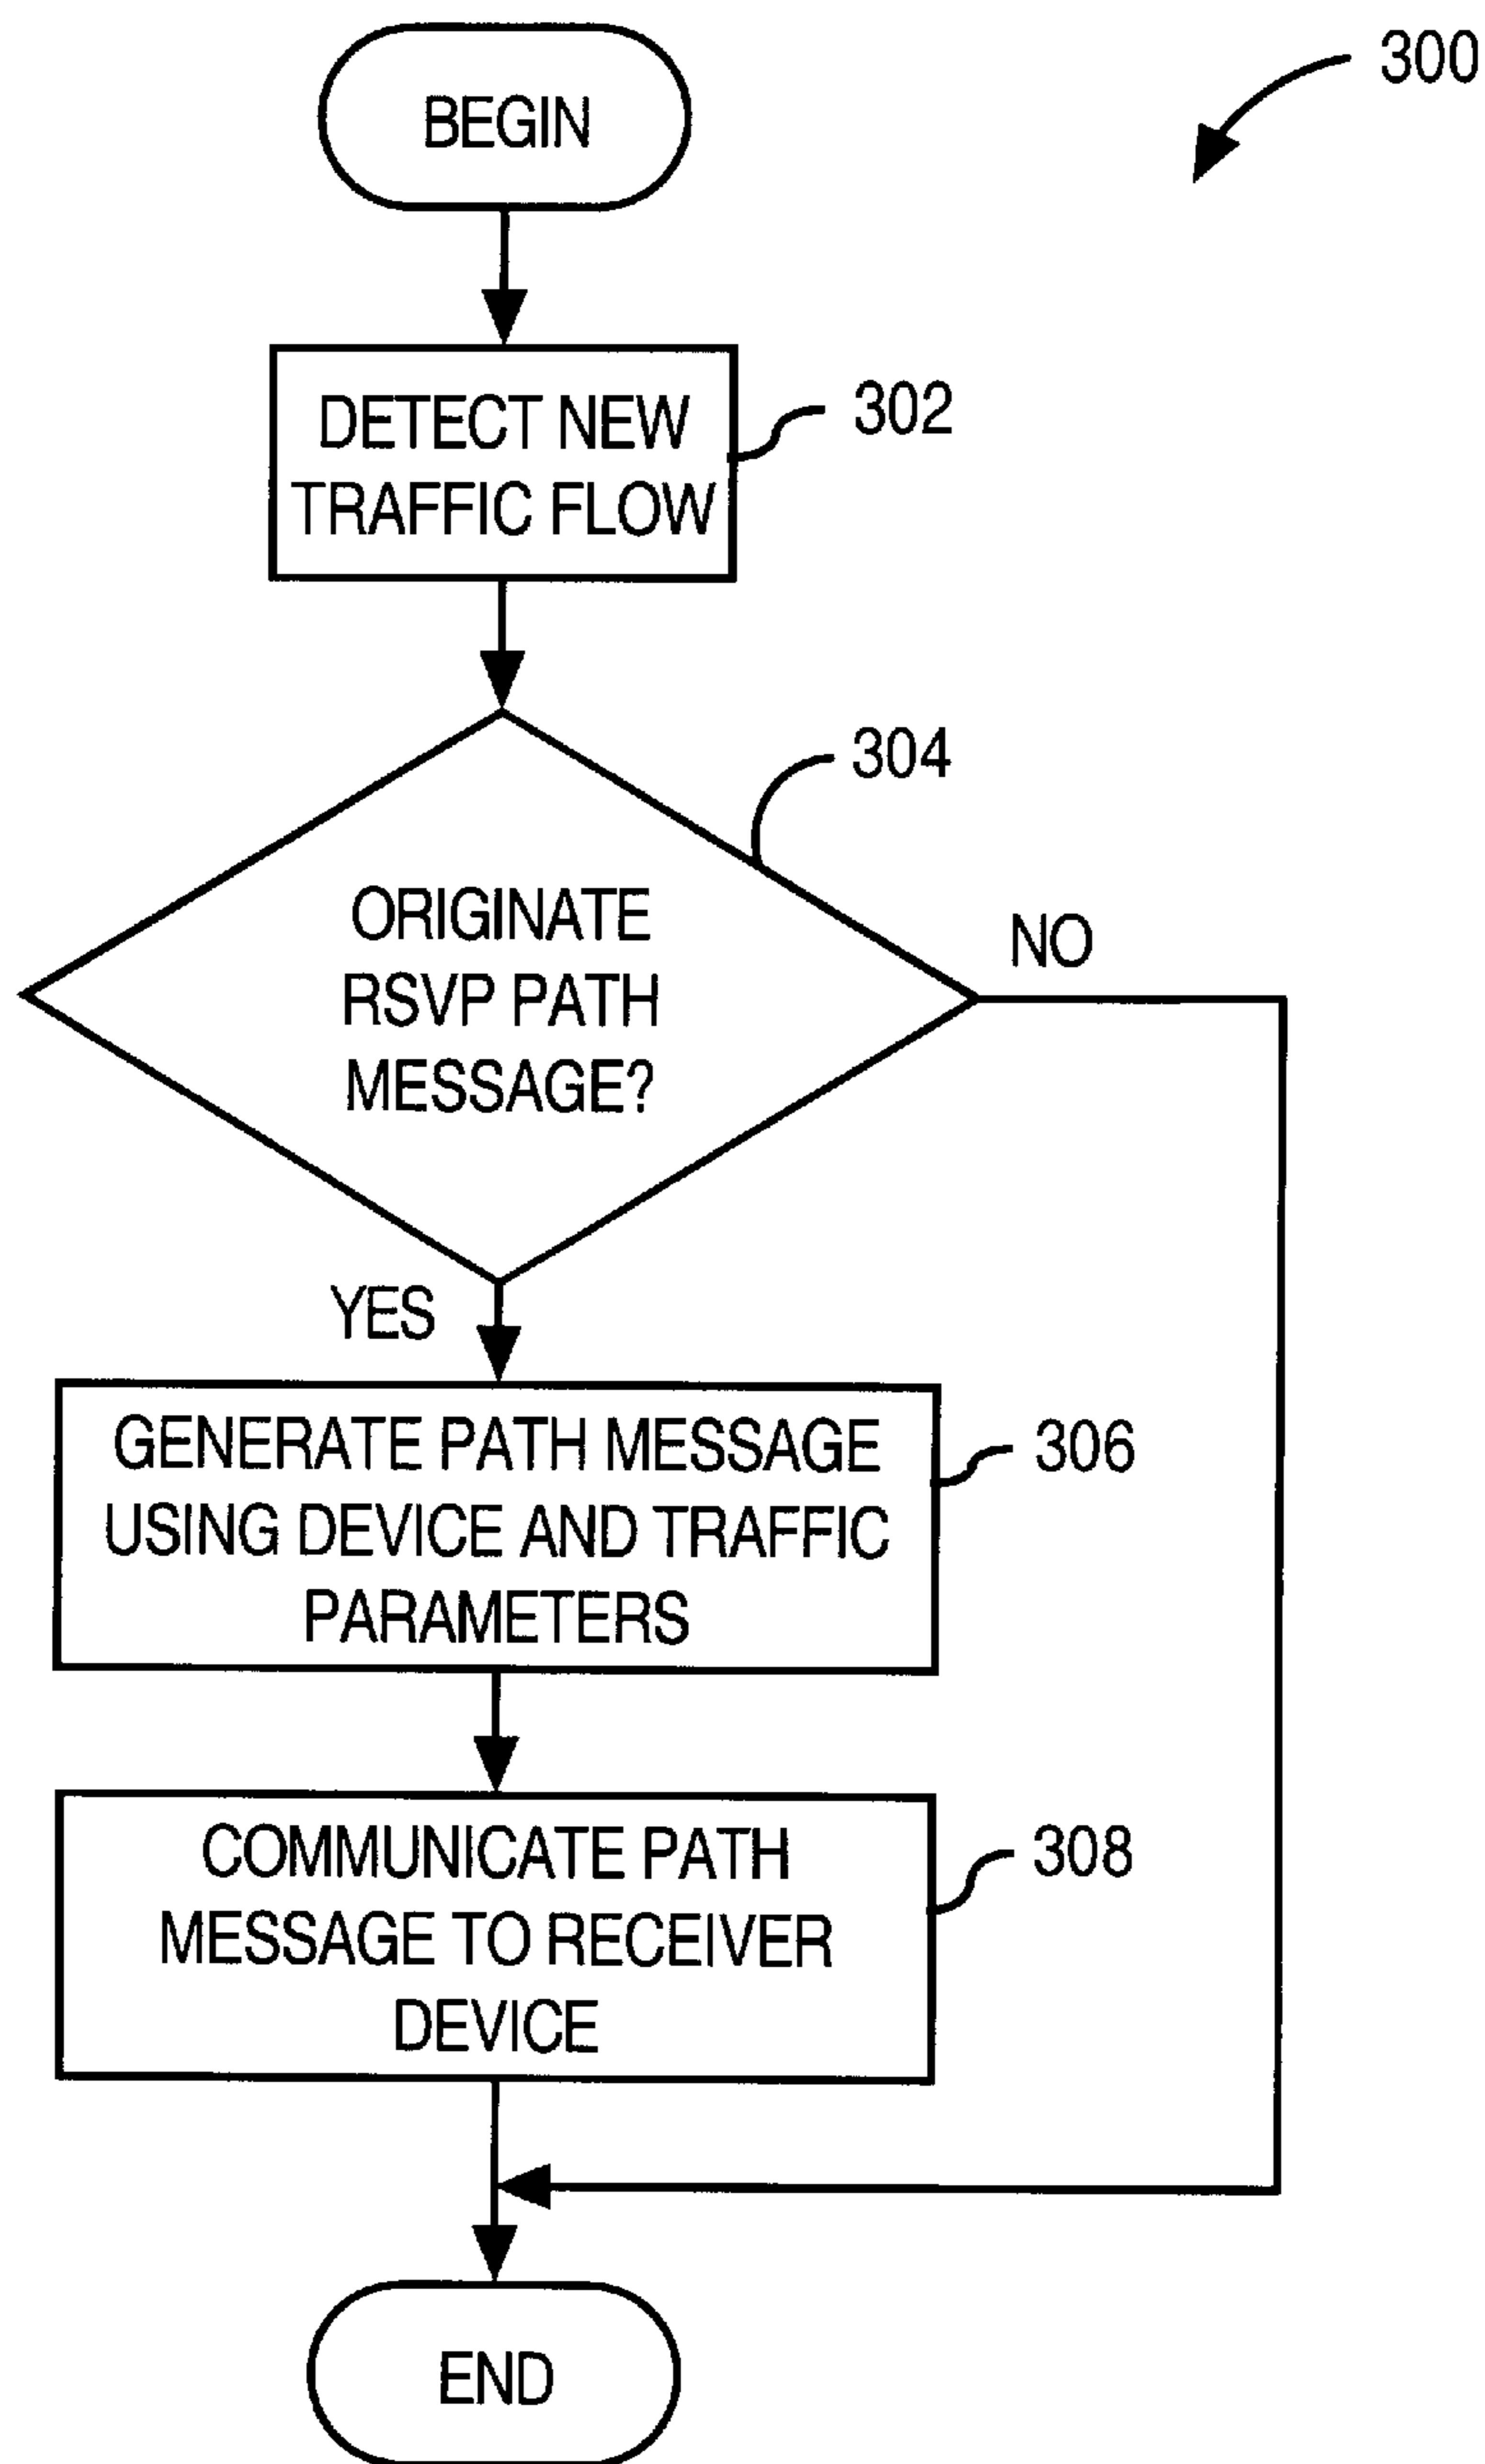 300
BEGIN
DETECT NEW
TRAFFIC FLOW
302
304
ORIGINATE
RSVP PATH
MESSAGE?
NO
YES
GENERATE PATH MESSAGE
USING DEVICE AND TRAFFIC
PARAMETERS
306
COMMUNICATE PATH
MESSAGE TO RECEIVER
DEVICE
308
END